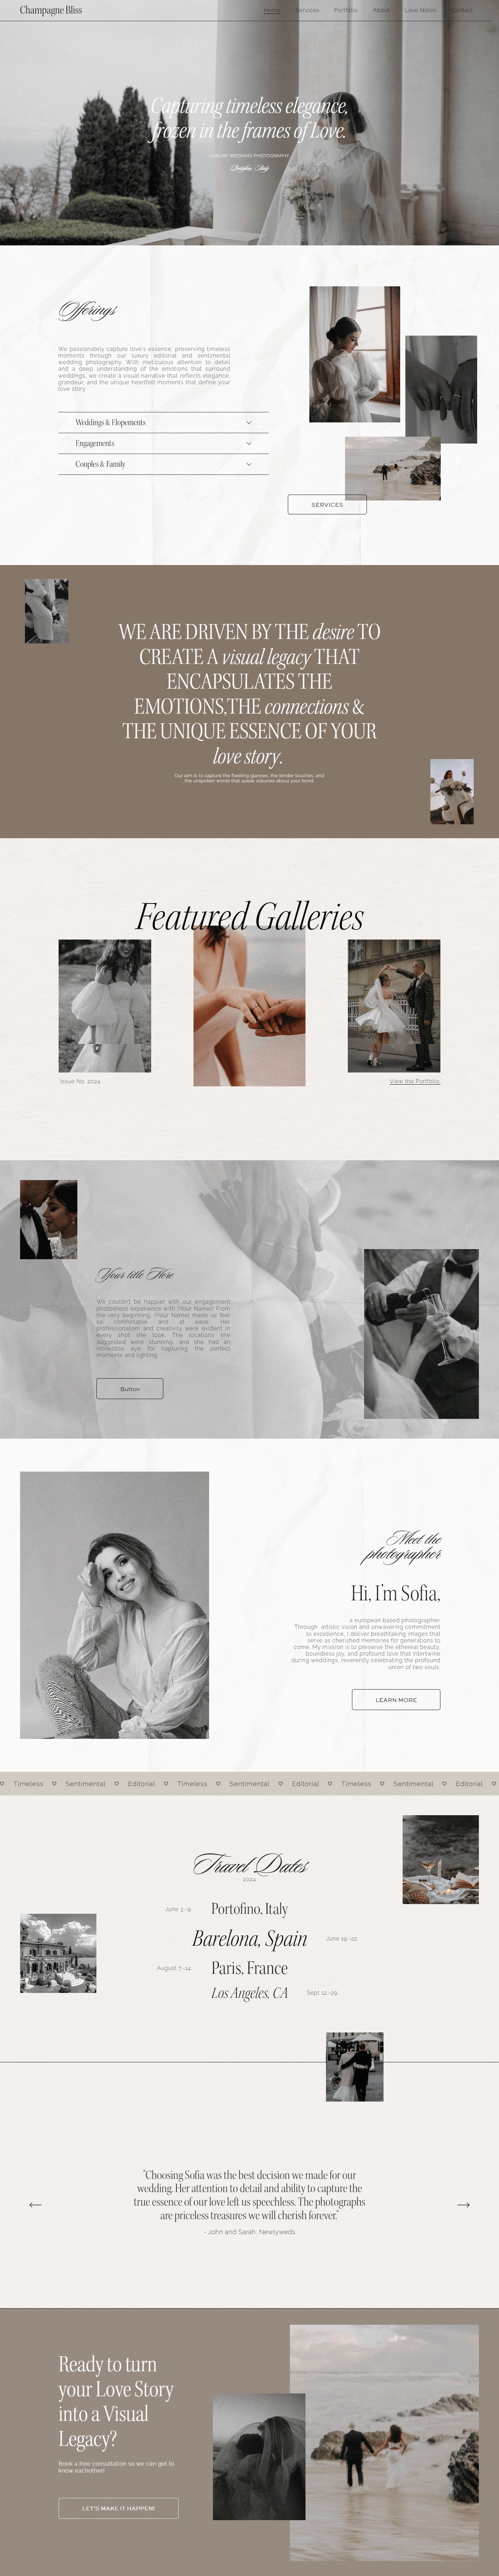 Champagne Bliss
Home Services Portfolio About Love Notes Contact
Capturing timeless elegance,
frozen in the frames of Love.
LUXURY WEDDING PHOTOGRAPHY
Offerings
We passionately capture love's essence, preserving timeless
moments through our luxury editorial and sentimental
wedding photography. With meticulous attention to detail
and a deep understanding of the emotions that surround
weddings, we create a visual narrative that reflects elegance,
grandeur, and the unique heartfelt moments that define your
love story.
Weddings & Elopements
Engagements
Couples & Family
SERVICES
WE ARE DRIVEN BY THE desire TO
CREATE A visual legacy THAT
ENCAPSULATES THE
EMOTIONS,THE connections &
THE UNIQUE ESSENCE OF YOUR
love story.
Our aim is to capture the fleeting glances, the tender touches, and
the unspoken words that speak volumes about your bond.
Featured Galleries
Issue No. 2024
View the Portfolio
Your title Here
We couldn't be happier with our engagement
photoshoot experience with [Your Name]! From
the very beginning, [Your Name] made us feel
so comfortable and at ease. Her
professionalism and creativity were evident in
every shot she took. The locations she
suggested were stunning, and she had an
incredible eye for capturing the perfect
moments and lighting.
Button
Meet the
photographer
Hi, I'm Sofia,
a european based photographer.
Through artistic vision and unwavering commitment
to excellence, I deliver breathtaking images that
serve as cherished memories for generations to
come. My mission is to preserve the ethereal beauty,
boundless joy, and profound love that intertwine
during weddings, reverently celebrating the profound
union of two souls.
LEARN MORE
Timeless Sentimental Editorial Timeless Sentimental Editorial Timeless Sentimental Editorial
Travel Dates
2024
June 3.-9. Portofino, Italy
Barelona, Spain June 19.-22.
August 7.-14. Paris, France
Los Angeles, CA Sept 12.-29.
"Choosing Sofia was the best decision we made for our
wedding. Her attention to detail and ability to capture the
true essence of our love left us speechless. The photographs
are priceless treasures we will cherish forever."
- John and Sarah, Newlyweds
Ready to turn
your Love Story
into a Visual
Legacy?
Book a free consultation so we can get to
know eachother!
LET'S MAKE IT HAPPEN!